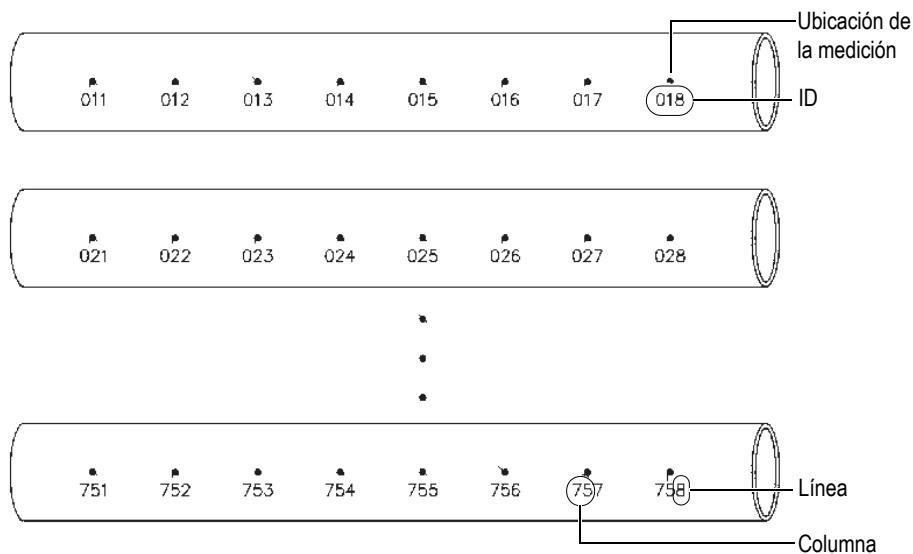 Ubicación de
la medición
011 012 013 014 015 016 017 018
ID
021 022 023 024 025 026 027 028
751 752 753 754 755 756 757 758
Línea
Columna